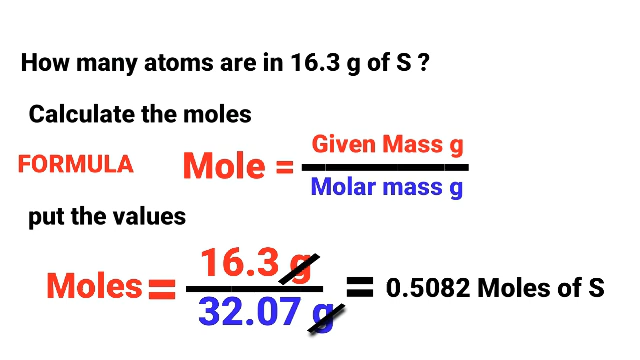 How many atoms are in 16.3 g of S ?
Calculate the moles
FORMULA Mole = Given Mass g
Molar mass g
put the values
Moles = 16.3 g = 0.5082 Moles of S
32.07 g